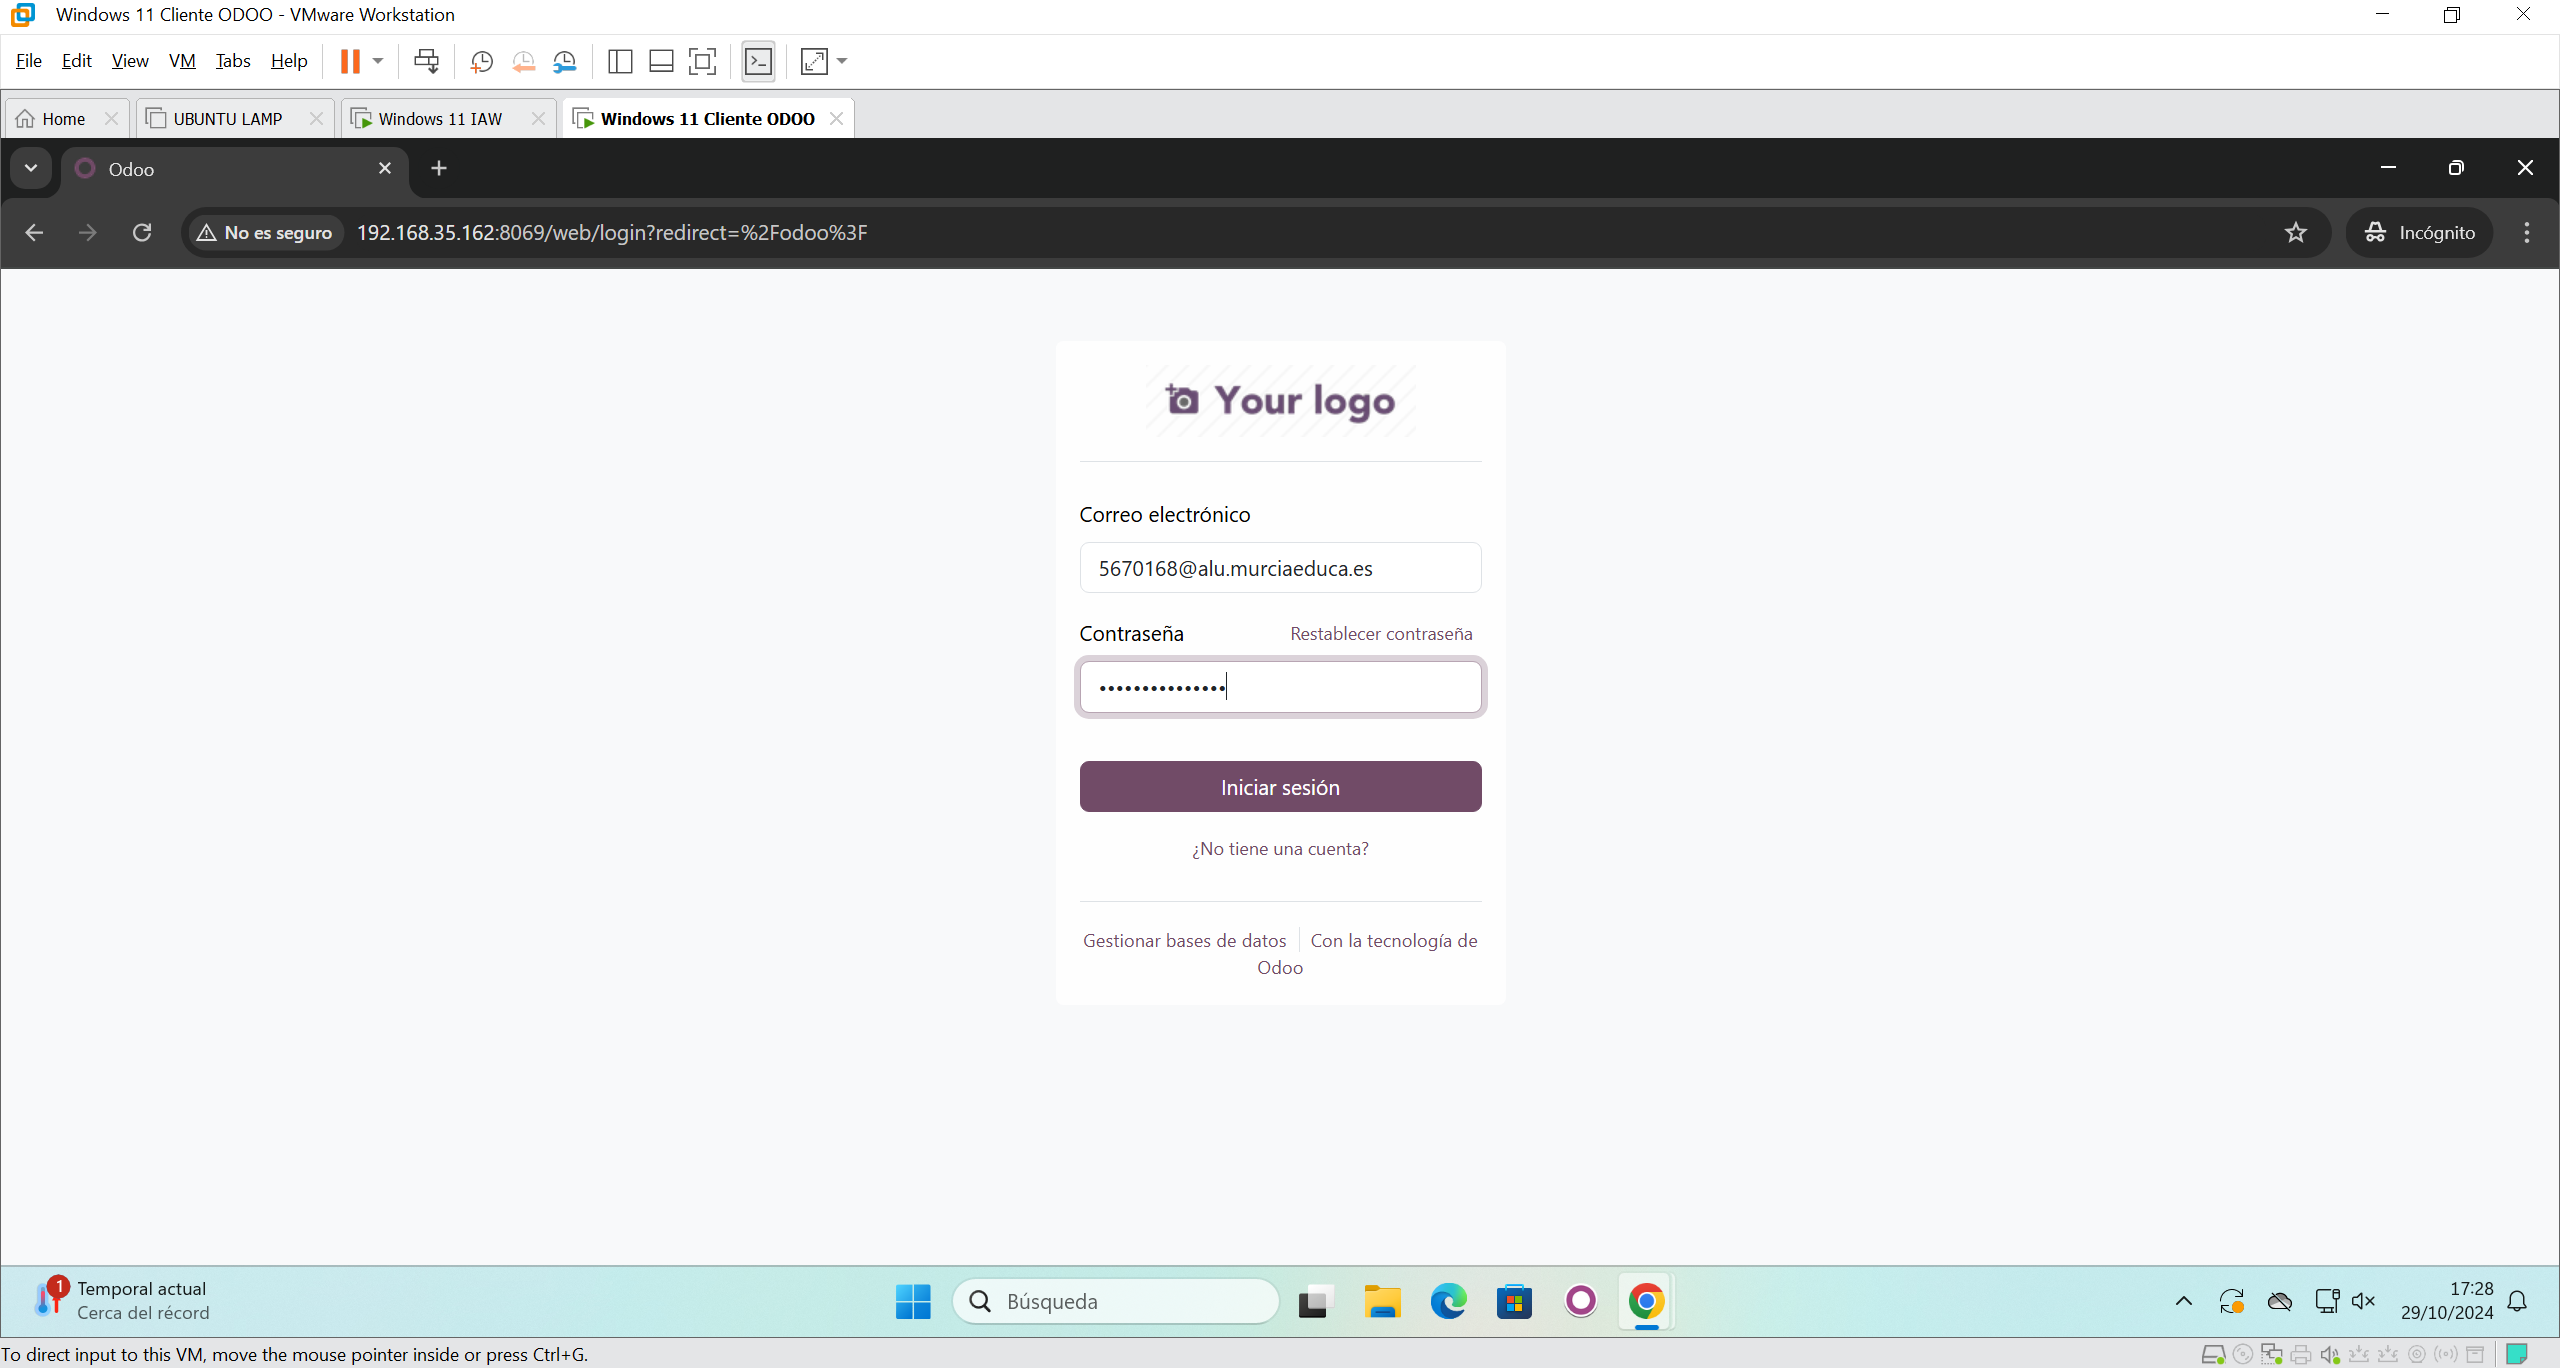 Windows 11 Cliente ODOO - VMware Workstation
File Edit View VM Tabs Help
Home UBUNTU LAMP Windows 11 IAW Windows 11 Cliente ODOO
Odoo
No es seguro 192.168.35.162:8069/web/login?redirect=%2Fodoo%3F Incógnito
Your logo
Correo electrónico
5670168@alu.murciaeduca.es
Contraseña Restablecer contraseña
•••••••••••••••
Iniciar sesión
¿No tiene una cuenta?
Gestionar bases de datos Con la tecnología de
Odoo
1 Temporal actual
Cerca del récord
Búsqueda
17:28
29/10/2024
To direct input to this VM, move the mouse pointer inside or press Ctrl+G.